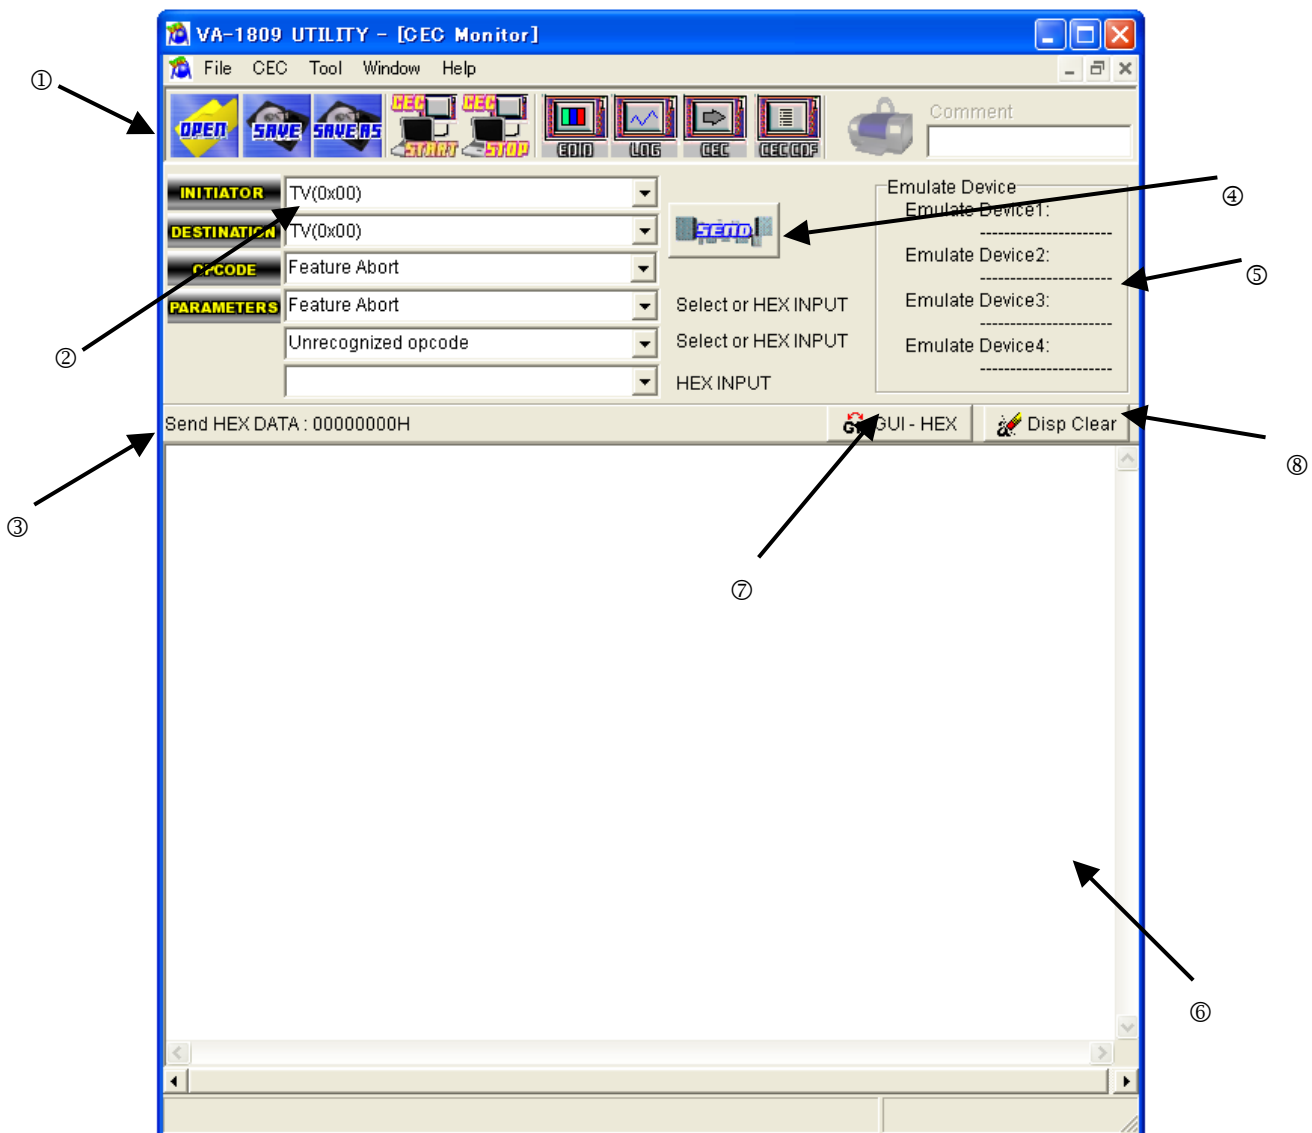 VA-1809 UTILITY - [CEC Monitor]
File CEC Tool Window Help
①
OPEN SAVE SAVE AS CEC START CEC STOP EDID LOG CEC CEC CDF
Comment
INITIATOR TV(0x00)
DESTINATION TV(0x00)
SEND
OPCODE Feature Abort
PARAMETERS Feature Abort Select or HEX INPUT
Unrecognized opcode Select or HEX INPUT
HEX INPUT
Emulate Device
Emulate Device1:
----------------------
Emulate Device2:
----------------------
Emulate Device3:
----------------------
Emulate Device4:
----------------------
④
⑤
②
Send HEX DATA : 00000000H
GUI - HEX
Disp Clear
⑧
③
⑦
⑥